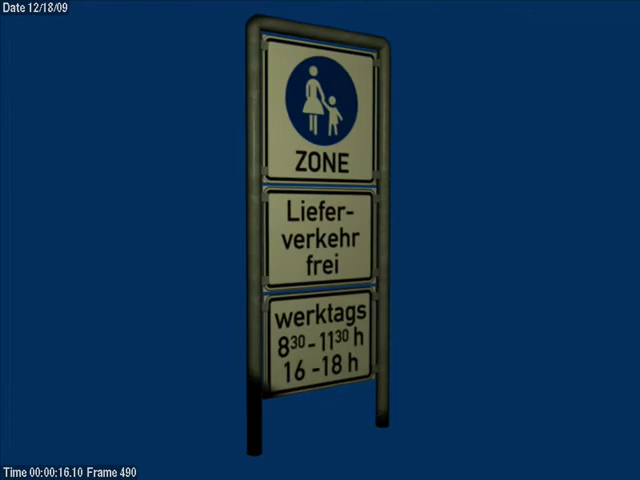 Date 12/18/09
ZONE
Liefer-
verkehr
frei
werktags
8³⁰-11³⁰ h
16-18 h
Time 00:00:16.10 Frame 490